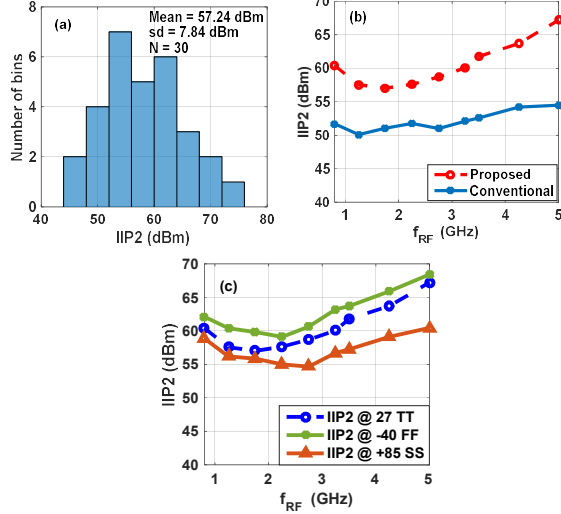 (a)
Mean = 57.24 dBm
sd = 7.84 dBm
N = 30
Number of bins
8
6
4
2
0
40 50 60 70 80
IIP2 (dBm)
(b)
IIP2
(dBm)
70
65
60
55
50
45
40
Proposed
Conventional
1 2 3 4 5
fRF (GHz)
(c)
IIP2 (dBm)
70
65
60
55
50
45
40
IIP2 @ 27 TT
IIP2 @ -40 FF
IIP2 @ +85 SS
1 2 3 4 5
fRF (GHz)